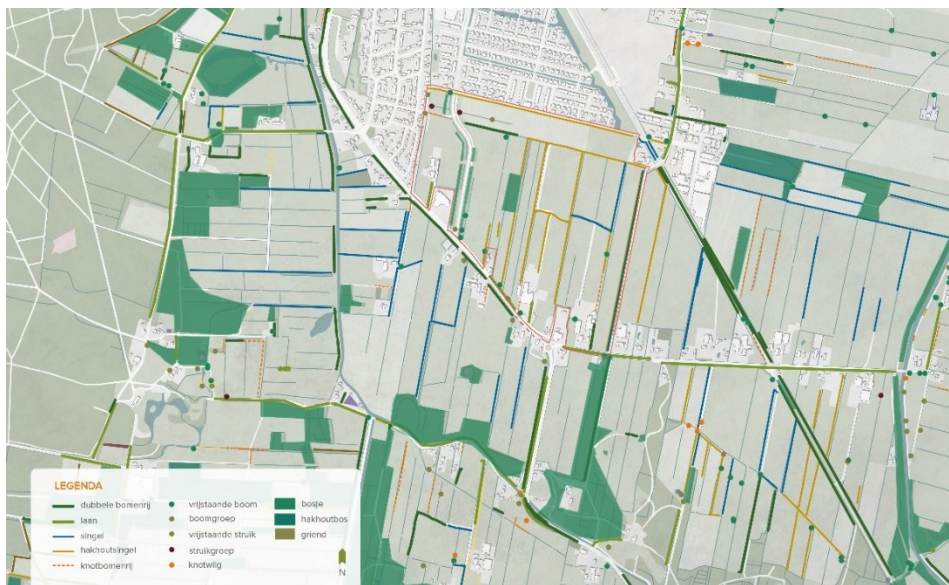 LEGENDA
dubbele bomenrij
laan
singel
hakhoutsingel
knotbomenrij
vrijstaande boom
boomgroep
vrijstaande struik
struikgroep
knotwilg
bosje
hakhoutbos
griend
N